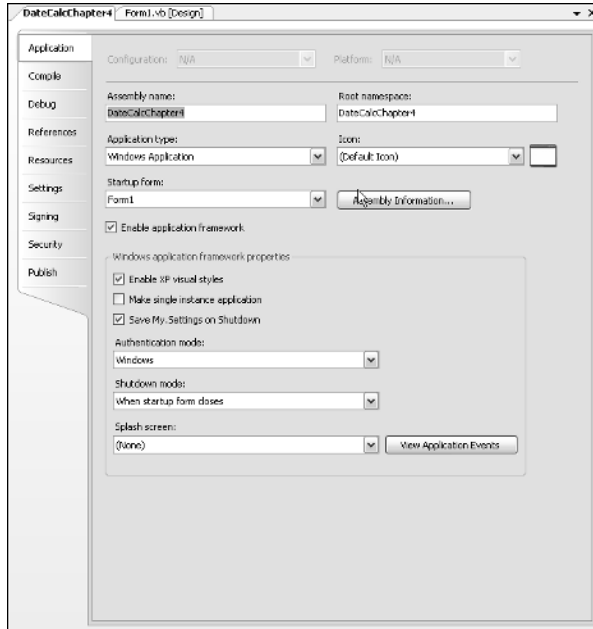 DateCalcChapter4 Form1.vb [Design]
Application
Compile
Debug
References
Resources
Settings
Signing
Security
Publish
Configuration: N/A Platform: N/A
Assembly name: Root namespace:
DateCalcChapter4 DateCalcChapter4
Application type: Icon:
Windows Application (Default Icon)
Startup form:
Form1 Assembly Information...
Enable application framework
Windows application framework properties
Enable XP visual styles
Make single instance application
Save My.Settings on Shutdown
Authentication mode:
Windows
Shutdown mode:
When startup form closes
Splash screen:
(None) View Application Events